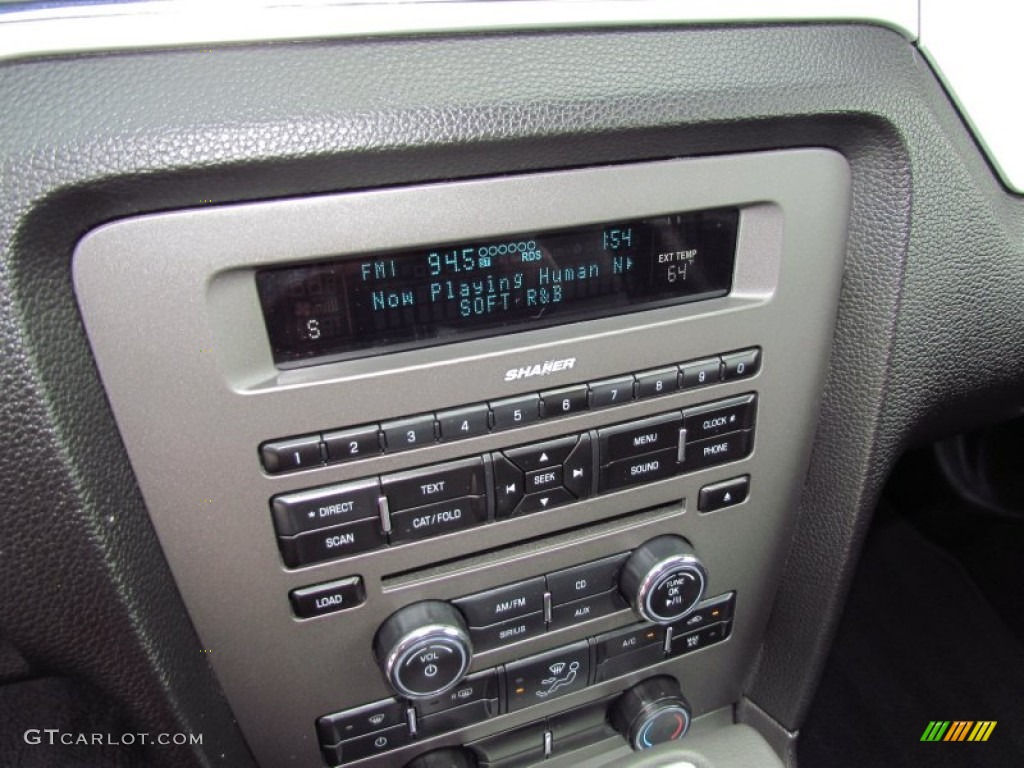 FM1 94.5 ST RDS 1:54
Now Playing Human N
SOFT R&B
EXT TEMP
64°
S
SHAKER
1 2 3 4 5 6 7 8 9 0
* DIRECT
SCAN
TEXT
CAT/FOLD
SEEK
MENU
SOUND
CLOCK *
PHONE
LOAD
AM/FM
SIRIUS
CD
AUX
TUNE
OK
VOL
A/C
MAX
A/C
R
GTCARLOT.COM